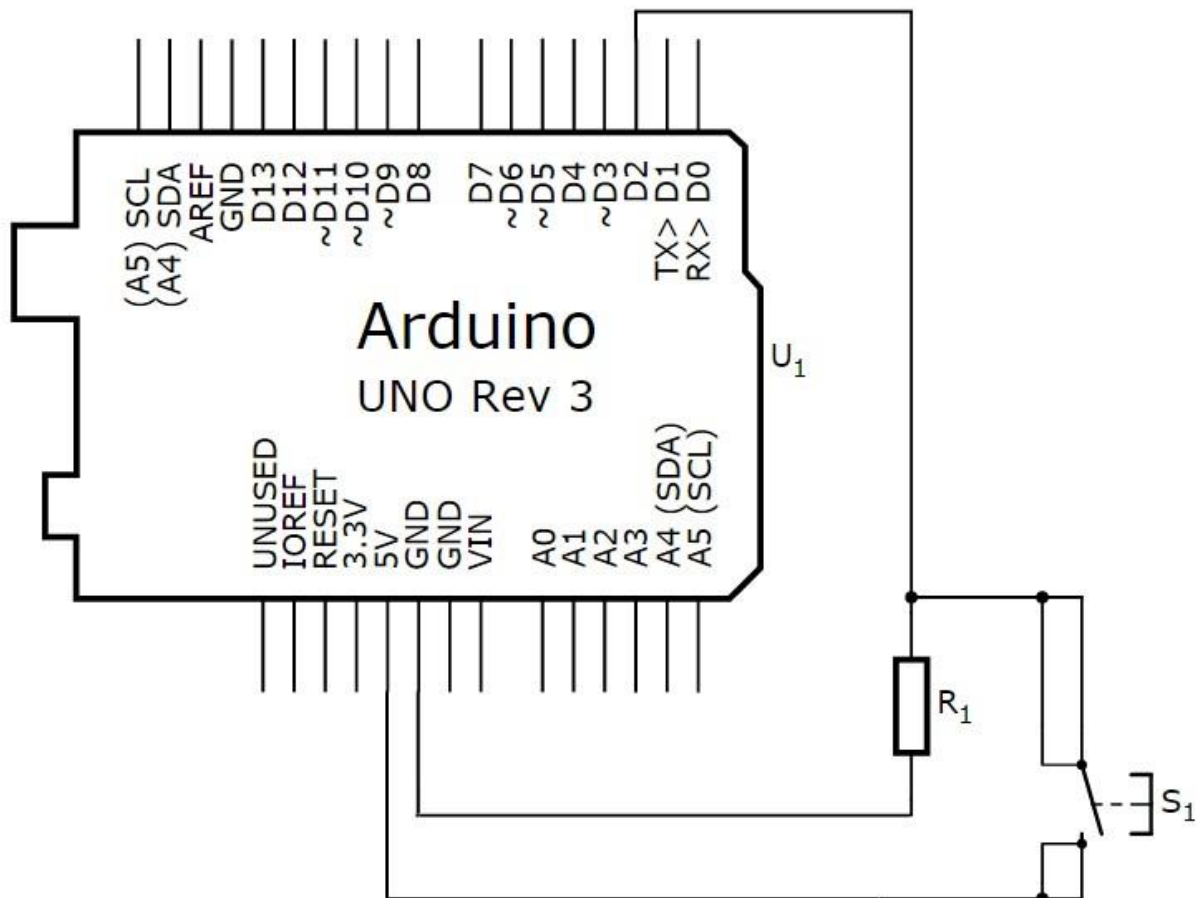 (A5) SCL
(A4) SDA
AREF
GND
D13
D12
~D11
~D10
~D9
D8
D7
~D6
~D5
D4
~D3
D2
TX> D1
RX> D0
Arduino
UNO Rev 3
U₁
UNUSED
IOREF
RESET
3.3V
5V
GND
GND
VIN
A0
A1
A2
A3
A4 (SDA)
A5 (SCL)
R₁
S₁